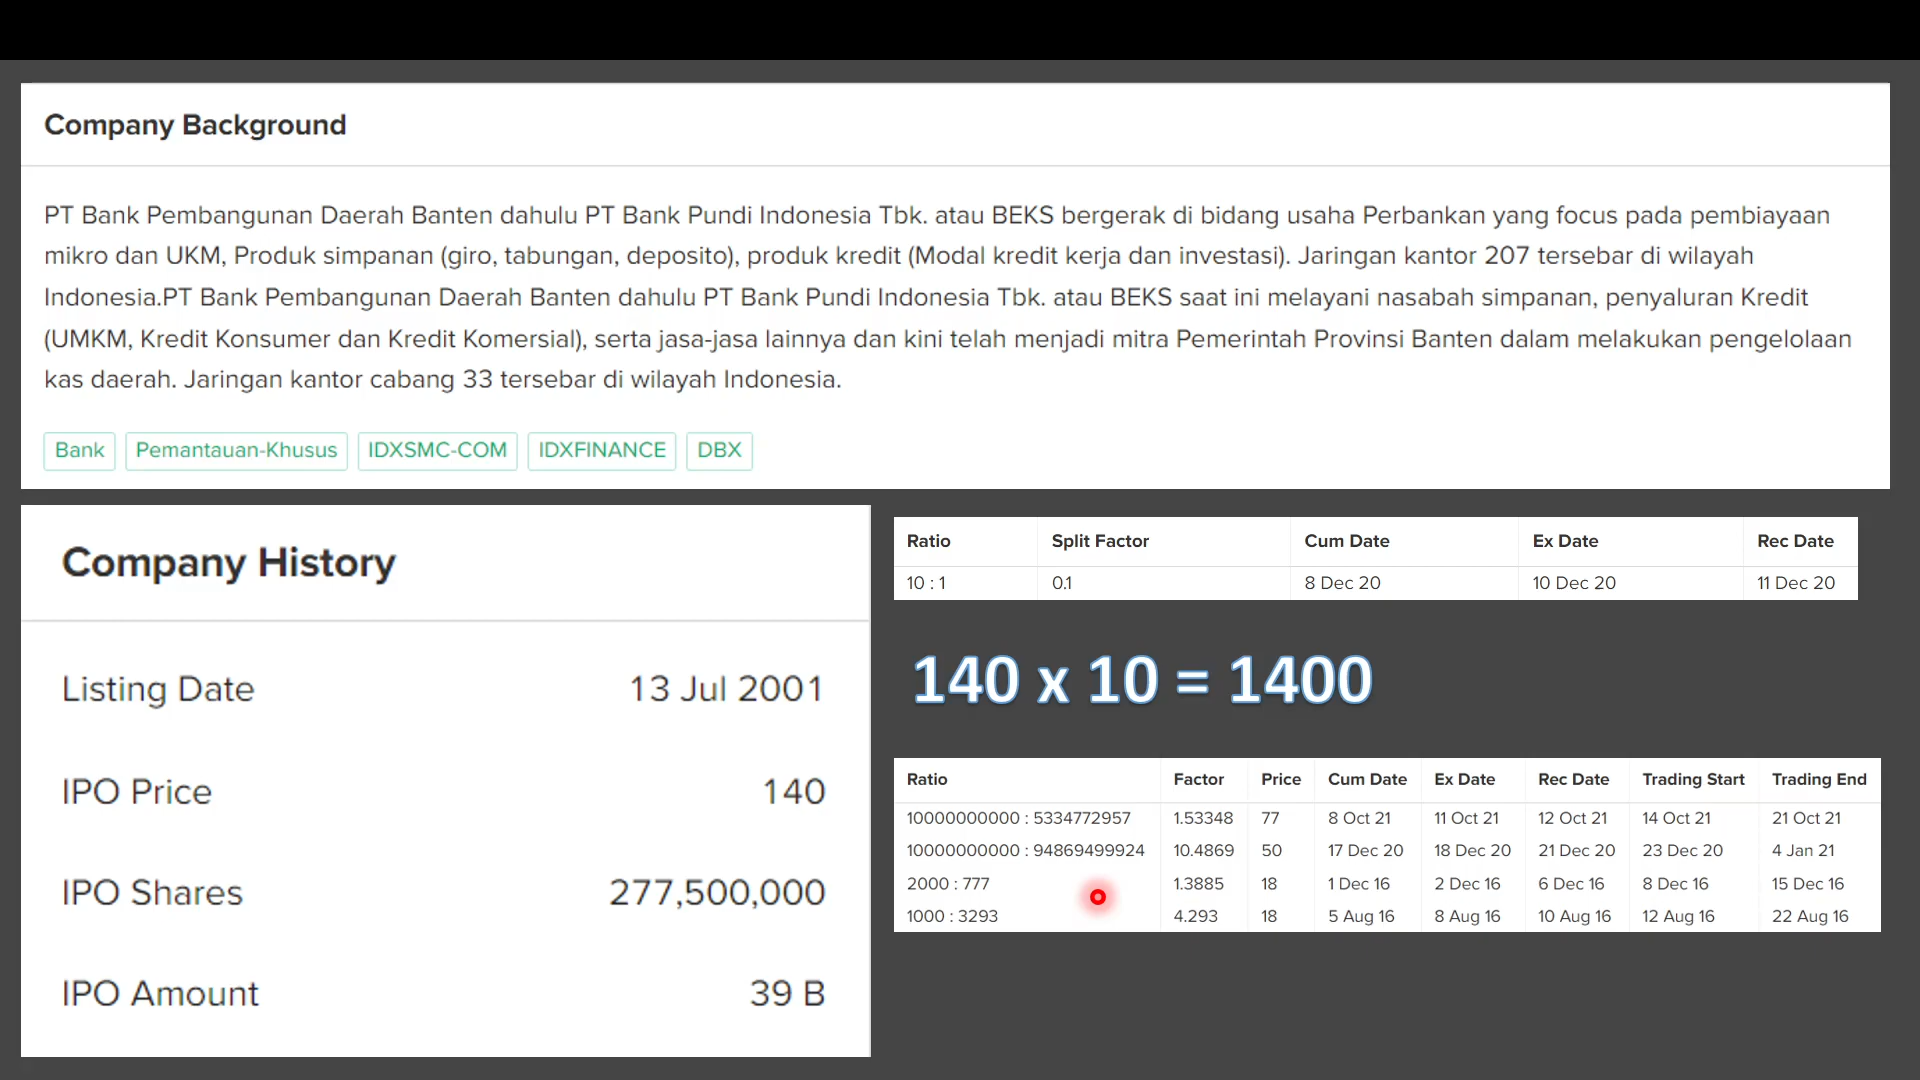 Company Background
PT Bank Pembangunan Daerah Banten dahulu PT Bank Pundi Indonesia Tbk. atau BEKS bergerak di bidang usaha Perbankan yang focus pada pembiayaan
mikro dan UKM, Produk simpanan (giro, tabungan, deposito), produk kredit (Modal kredit kerja dan investasi). Jaringan kantor 207 tersebar di wilayah
Indonesia.PT Bank Pembangunan Daerah Banten dahulu PT Bank Pundi Indonesia Tbk. atau BEKS saat ini melayani nasabah simpanan, penyaluran Kredit
(UMKM, Kredit Konsumer dan Kredit Komersial), serta jasa-jasa lainnya dan kini telah menjadi mitra Pemerintah Provinsi Banten dalam melakukan pengelolaan
kas daerah. Jaringan kantor cabang 33 tersebar di wilayah Indonesia.
Bank Pemantauan-Khusus IDXSMC-COM IDXFINANCE DBX
Company History
Listing Date 13 Jul 2001
IPO Price 140
IPO Shares 277,500,000
IPO Amount 39 B
Ratio Split Factor Cum Date Ex Date Rec Date
10 : 1 0.1 8 Dec 20 10 Dec 20 11 Dec 20
140 x 10 = 1400
Ratio Factor Price Cum Date Ex Date Rec Date Trading Start Trading End
10000000000 : 5334772957 1.53348 77 8 Oct 21 11 Oct 21 12 Oct 21 14 Oct 21 21 Oct 21
10000000000 : 94869499924 10.4869 50 17 Dec 20 18 Dec 20 21 Dec 20 23 Dec 20 4 Jan 21
2000 : 777 1.3885 18 1 Dec 16 2 Dec 16 6 Dec 16 8 Dec 16 15 Dec 16
1000 : 3293 4.293 18 5 Aug 16 8 Aug 16 10 Aug 16 12 Aug 16 22 Aug 16